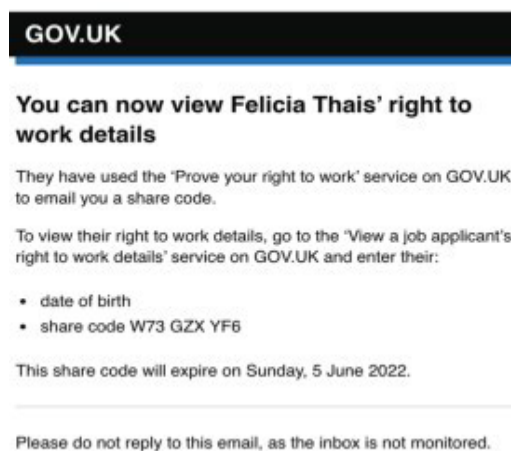 GOV.UK
You can now view Felicia Thais’ right to
work details
They have used the ‘Prove your right to work’ service on GOV.UK
to email you a share code.
To view their right to work details, go to the ‘View a job applicant’s
right to work details’ service on GOV.UK and enter their:
• date of birth
• share code W73 GZX YF6
This share code will expire on Sunday, 5 June 2022.
Please do not reply to this email, as the inbox is not monitored.